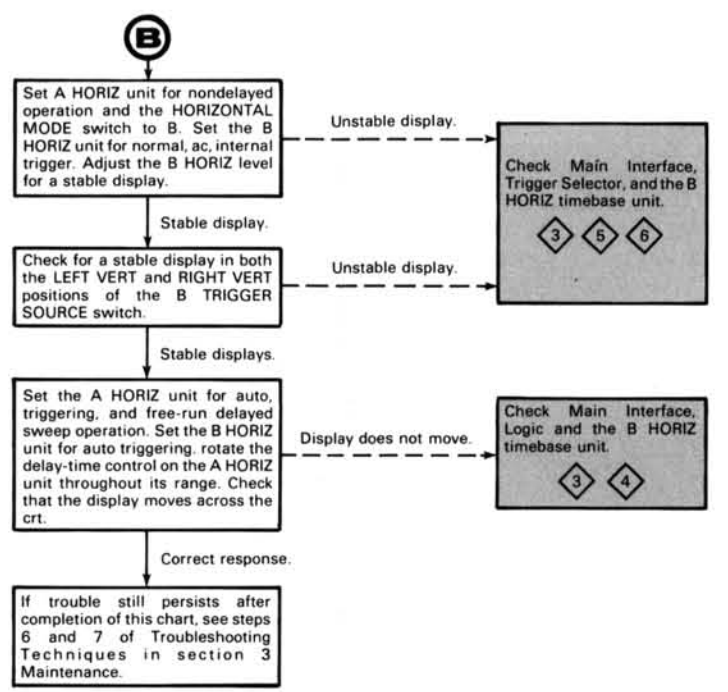 B
Set A HORIZ unit for nondelayed
operation and the HORIZONTAL
MODE switch to B. Set the B
HORIZ unit for normal, ac, internal
trigger. Adjust the B HORIZ level
for a stable display.
Unstable display.
Check Main Interface,
Trigger Selector, and the B
HORIZ timebase unit.
3 5 6
Stable display.
Check for a stable display in both
the LEFT VERT and RIGHT VERT
positions of the B TRIGGER
SOURCE switch.
Unstable display.
Stable displays.
Set the A HORIZ unit for auto,
triggering, and free-run delayed
sweep operation. Set the B HORIZ
unit for auto triggering. rotate the
delay-time control on the A HORIZ
unit throughout its range. Check
that the display moves across the
crt.
Display does not move.
Check Main Interface,
Logic and the B HORIZ
timebase unit.
3 4
Correct response.
If trouble still persists after
completion of this chart, see steps
6 and 7 of Troubleshooting
Techniques in section 3
Maintenance.